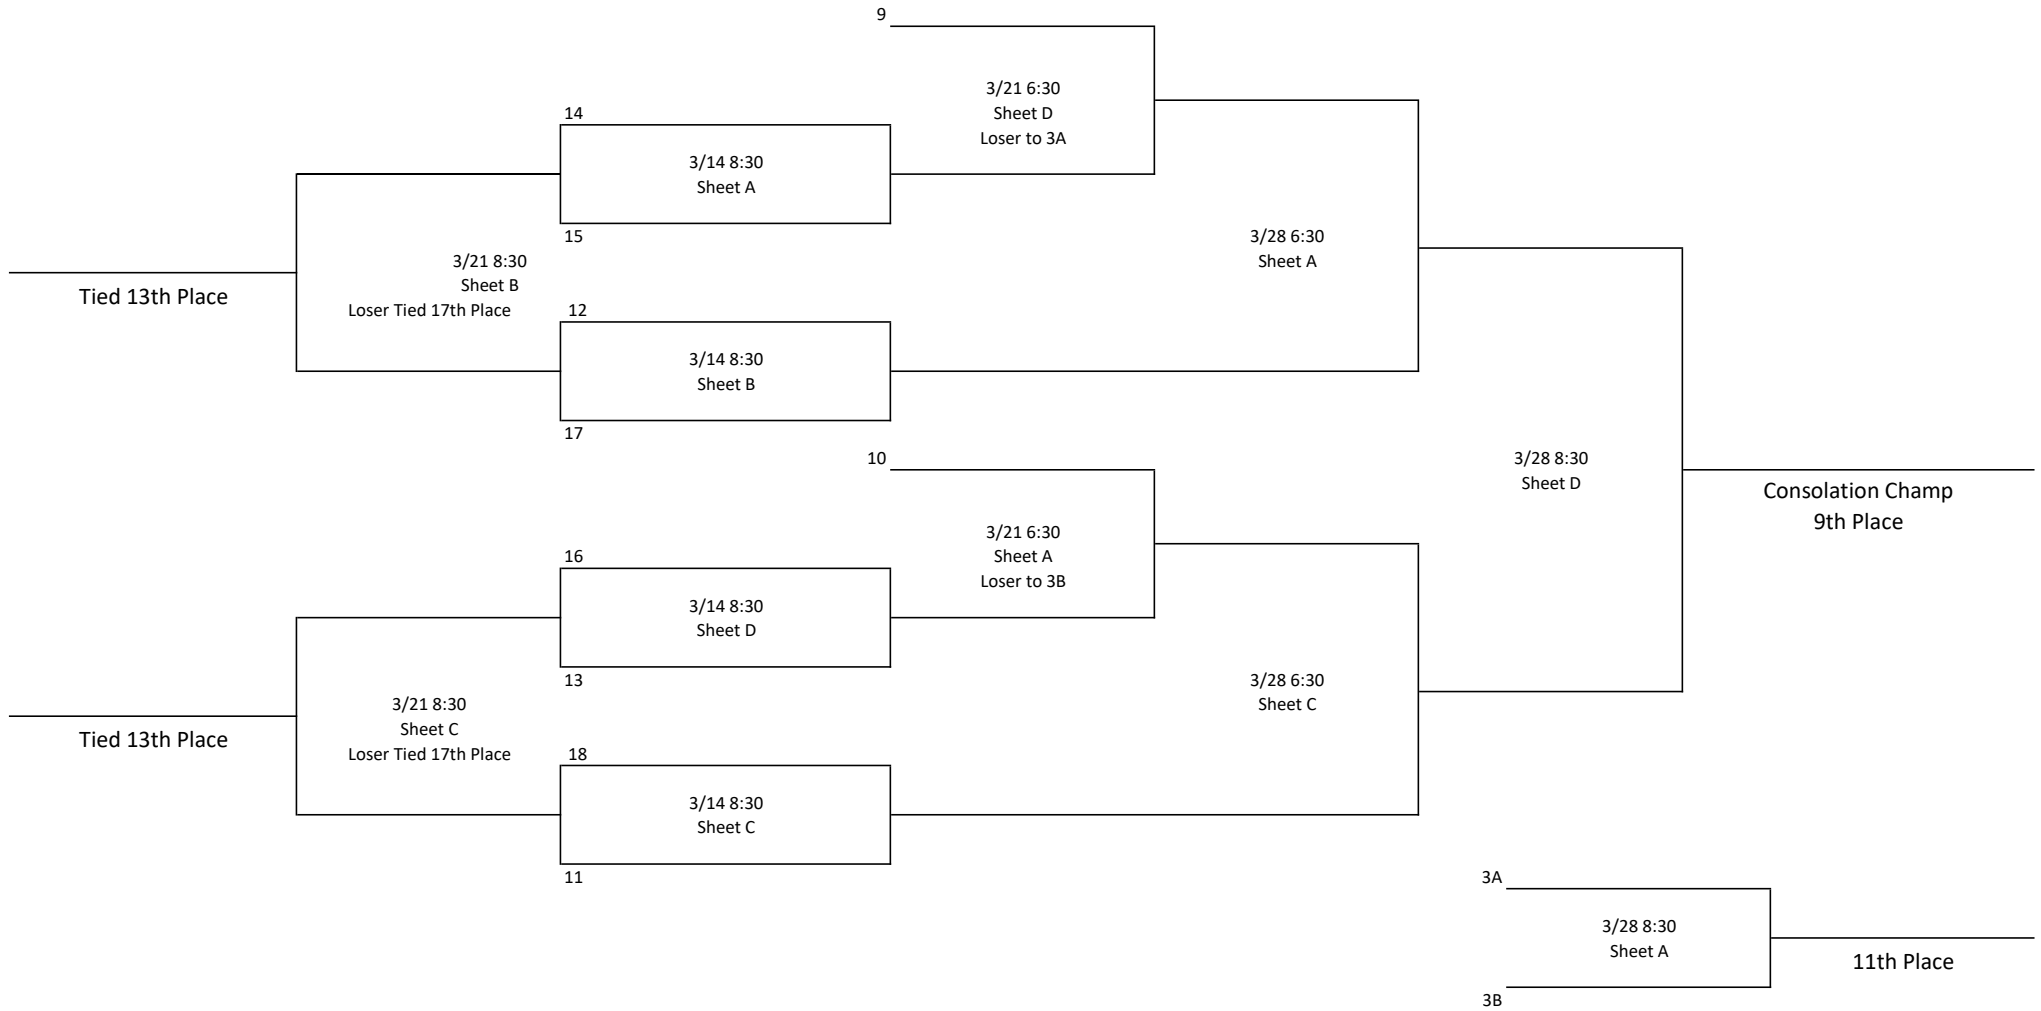 9
3/21 6:30
Sheet D
Loser to 3A
14
3/14 8:30
Sheet A
15
3/28 6:30
Sheet A
3/21 8:30
Sheet B
Loser Tied 17th Place
Tied 13th Place
12
3/14 8:30
Sheet B
17
10
3/28 8:30
Sheet D
Consolation Champ
9th Place
3/21 6:30
Sheet A
Loser to 3B
16
3/14 8:30
Sheet D
13
3/28 6:30
Sheet C
3/21 8:30
Sheet C
Loser Tied 17th Place
Tied 13th Place
18
3/14 8:30
Sheet C
11
3A
3/28 8:30
Sheet A
11th Place
3B